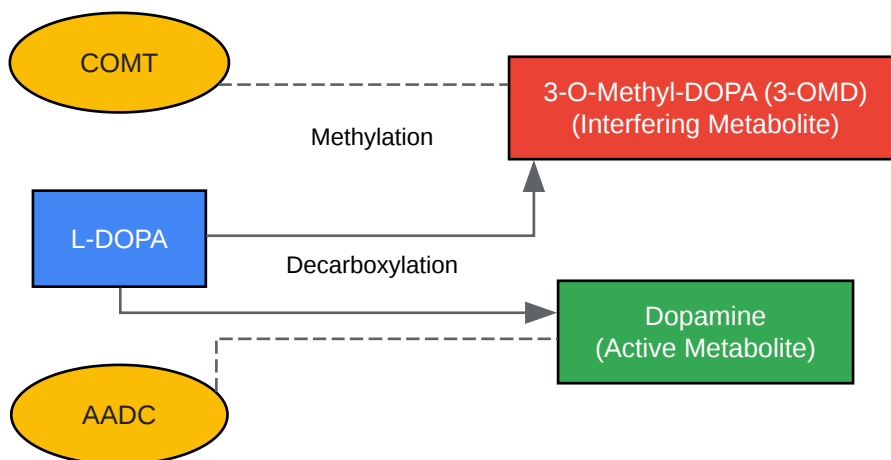 COMT
3-O-Methyl-DOPA (3-OMD)
(Interfering Metabolite)
Methylation
L-DOPA
Decarboxylation
Dopamine
(Active Metabolite)
AADC